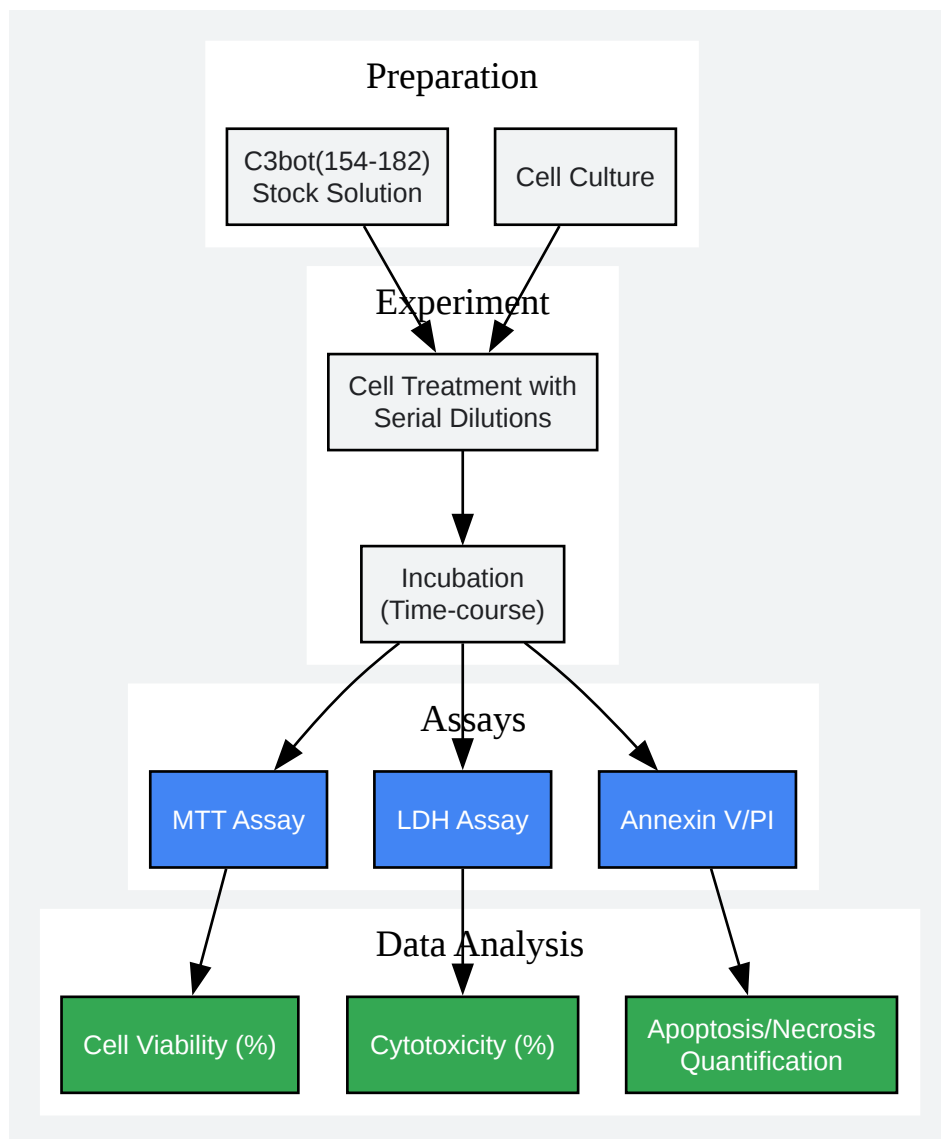 Preparation
C3bot(154-182)
Stock Solution
Cell Culture
Experiment
Cell Treatment with
Serial Dilutions
Incubation
(Time-course)
Assays
MTT Assay
LDH Assay
Annexin V/PI
Data Analysis
Cell Viability (%)
Cytotoxicity (%)
Apoptosis/Necrosis
Quantification